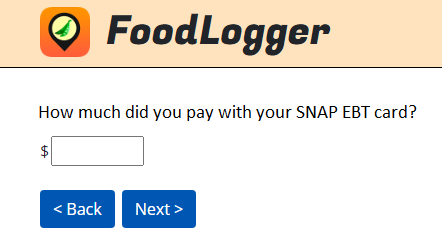 FoodLogger
How much did you pay with your SNAP EBT card?
$
< Back Next >